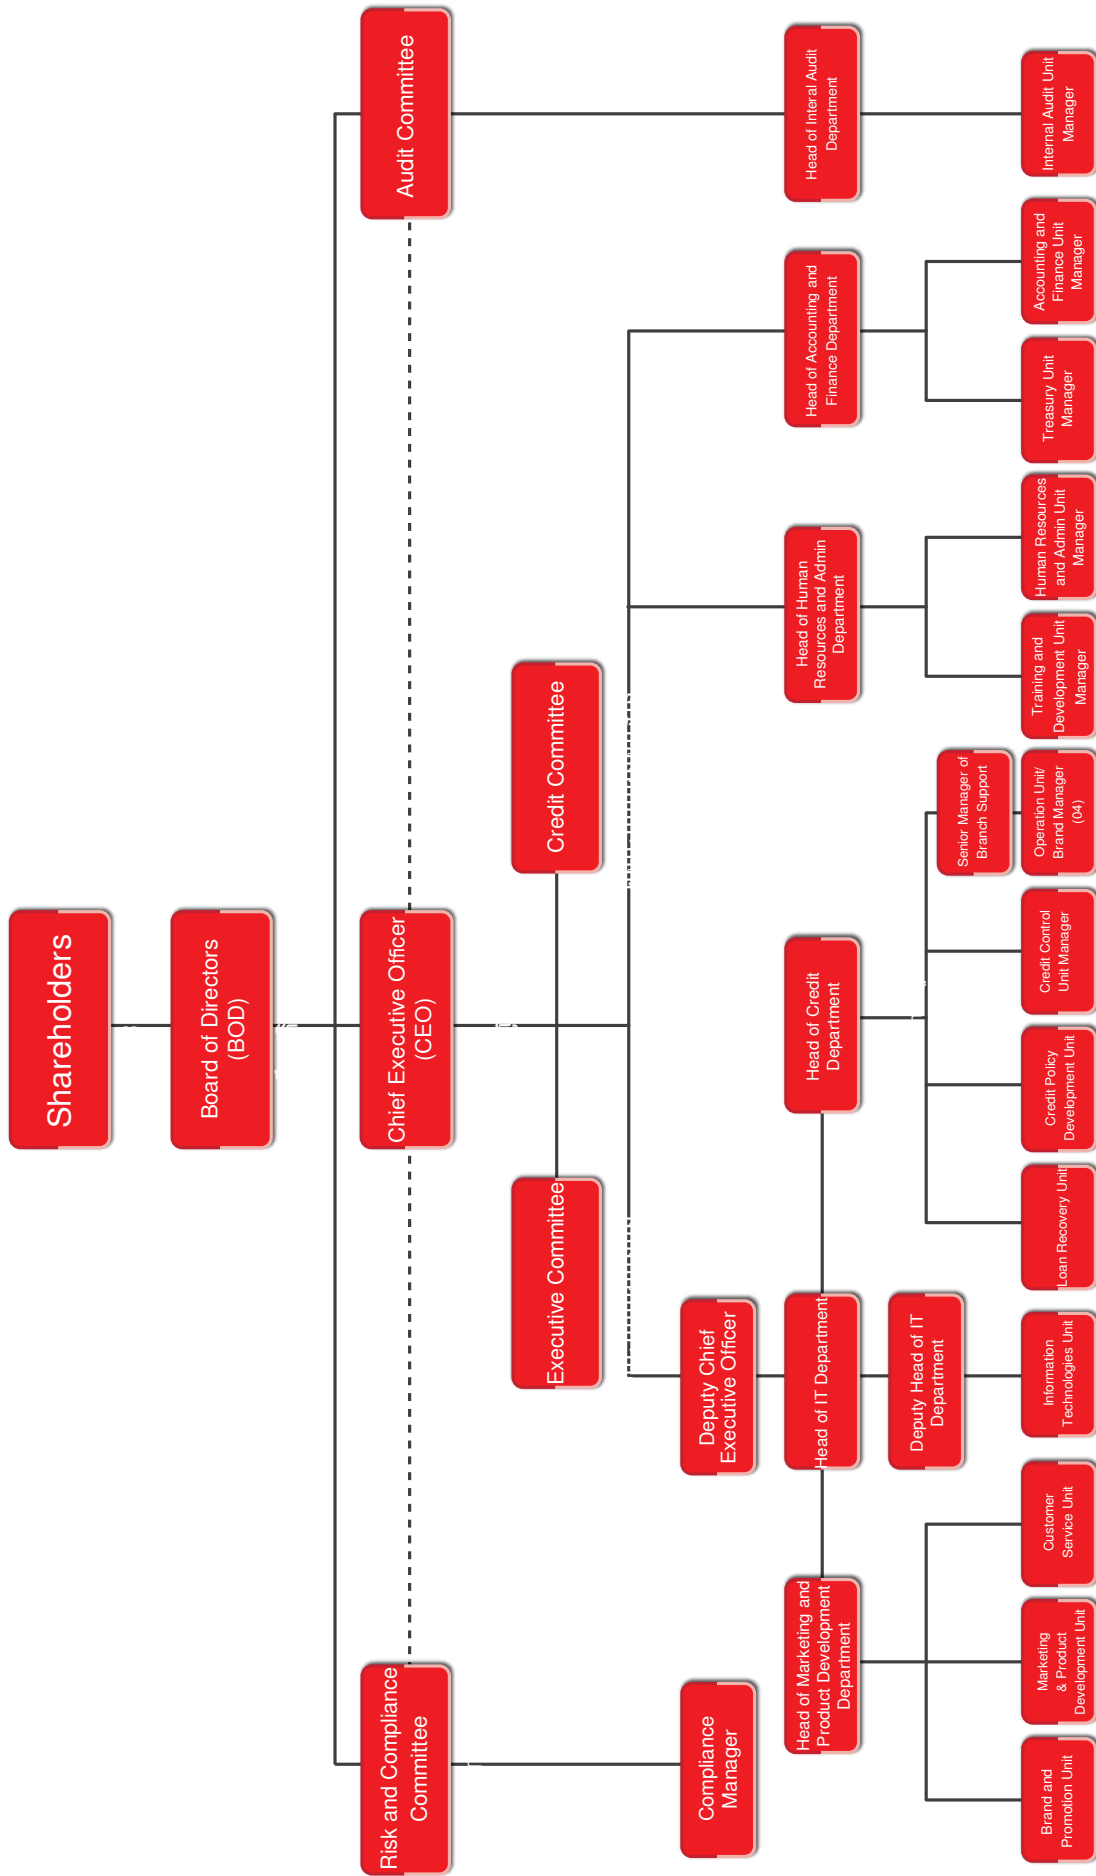 Shareholders
Board of Directors
(BOD)
Risk and Compliance
Committee
Chief Executive Officer
(CEO)
Audit Committee
Executive Committee
Credit Committee
Compliance
Manager
Deputy Chief
Executive Officer
Head of Marketing and
Product Development
Department
Head of IT Department
Head of Credit
Department
Head of Human
Resources and Admin
Department
Head of Accounting and
Finance Department
Head of Interal Audit
Department
Deputy Head of IT
Department
Senior Manager of
Branch Support
Brand and
Promotion Unit
Marketing
& Product
Development Unit
Customer
Service Unit
Information
Technologies Unit
Loan Recovery Unit
Credit Policy
Development Unit
Credit Control
Unit Manager
Operation Unit/
Brand Manager
(04)
Training and
Development Unit
Manager
Human Resources
and Admin Unit
Manager
Treasury Unit
Manager
Accounting and
Finance Unit
Manager
Internal Audit Unit
Manager